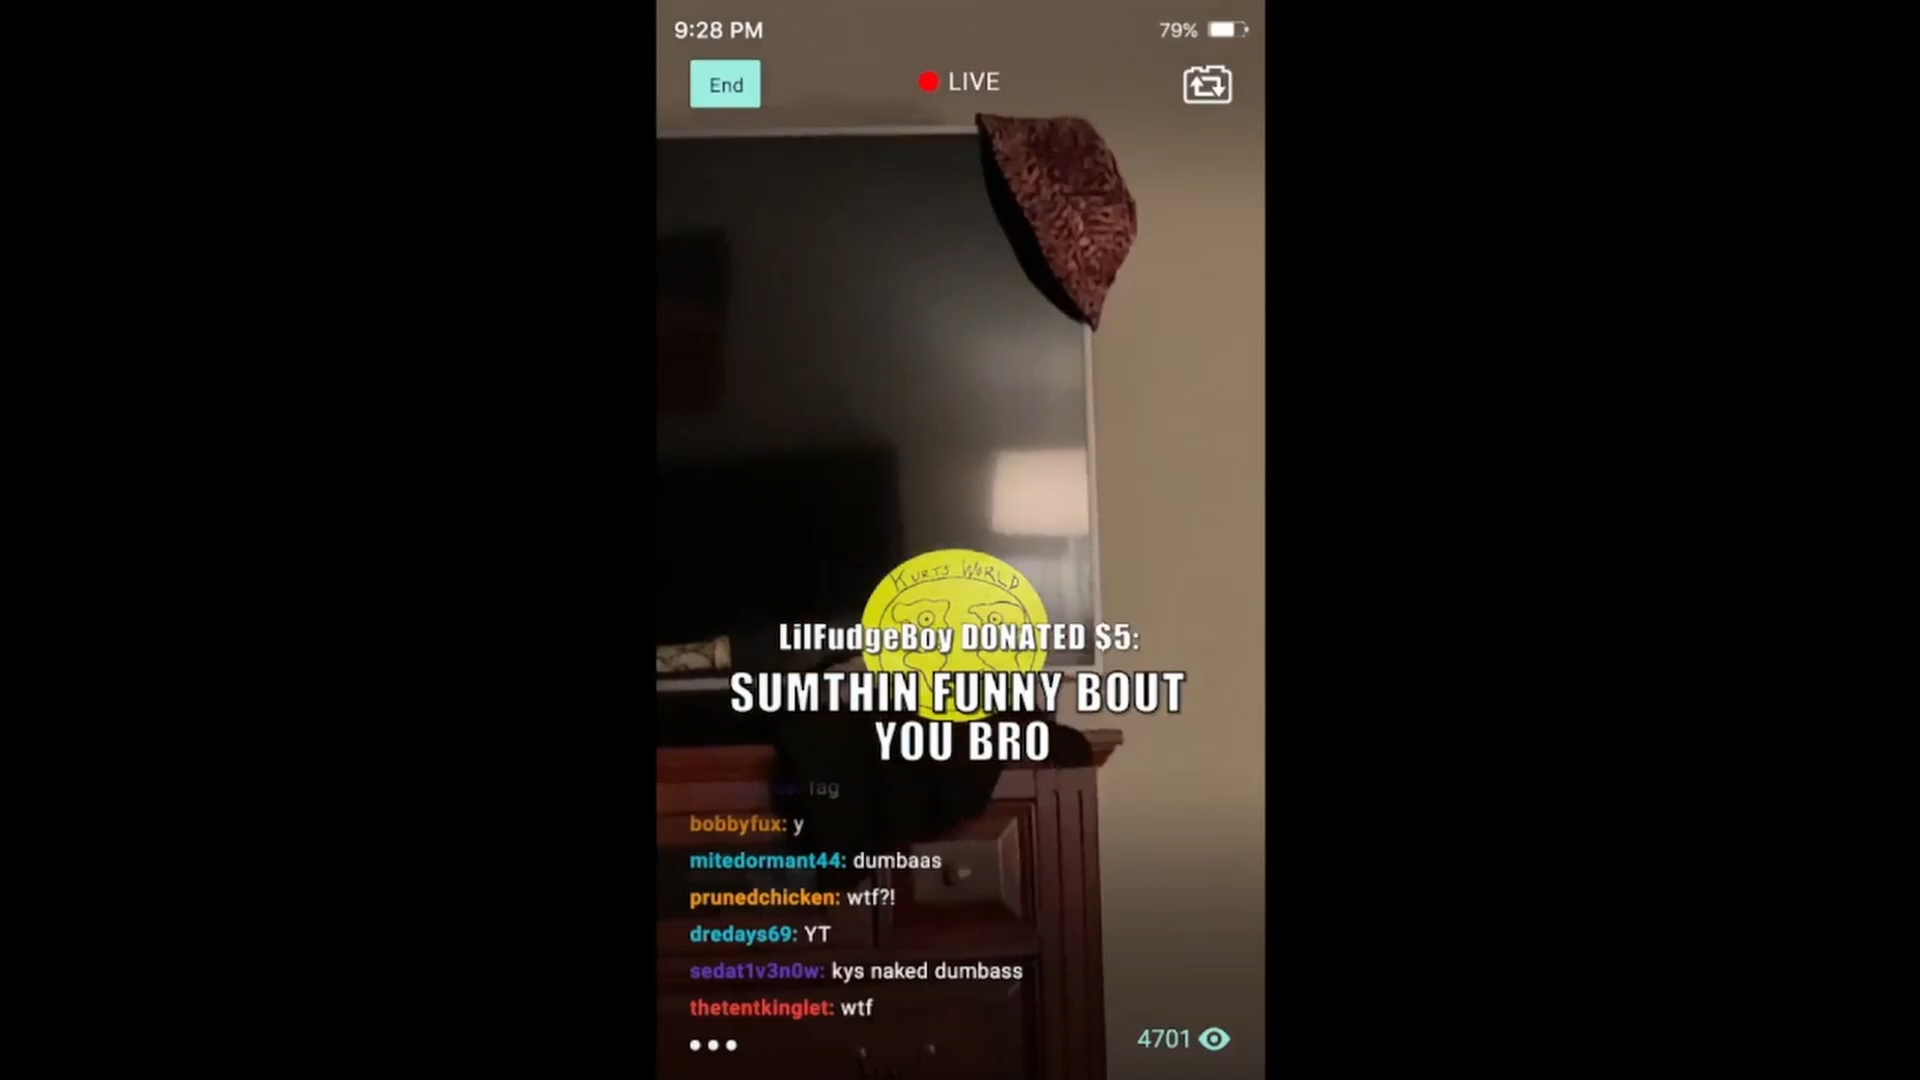 9:28 PM
79%
End
LIVE
KURTS WORLD
LilFudgeBoy DONATED $5:
SUMTHIN FUNNY BOUT
YOU BRO
fag
bobbyfux: y
mitedormant44: dumbaas
prunedchicken: wtf?!
dredays69: YT
sedat1v3n0w: kys naked dumbass
thetentkinglet: wtf
4701